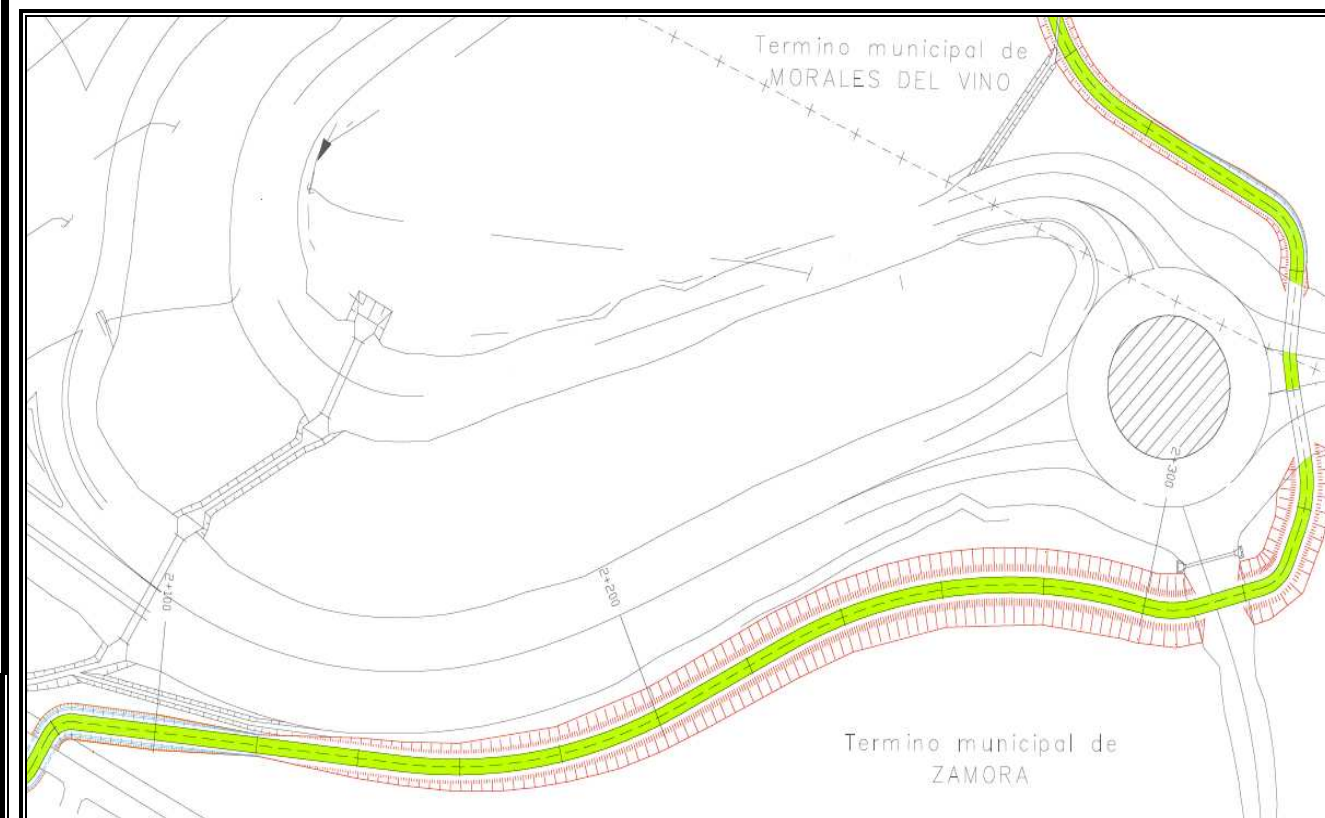 Termino municipal de
MORALES DEL VINO
2+300
2+200
2+100
Termino municipal de
ZAMORA